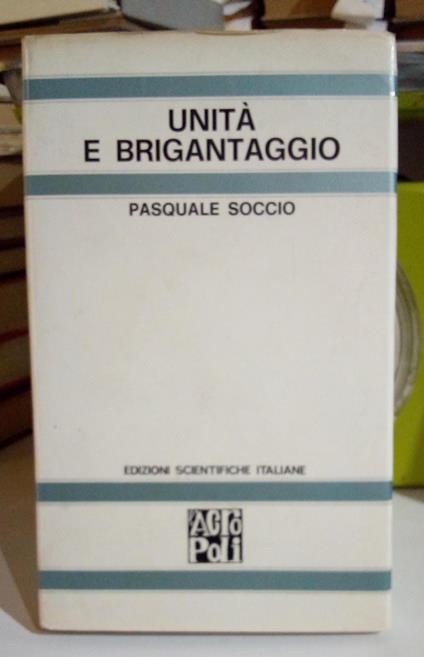 UNITÀ
E BRIGANTAGGIO
PASQUALE SOCCIO
EDIZIONI SCIENTIFICHE ITALIANE
L'ACRO
POLI